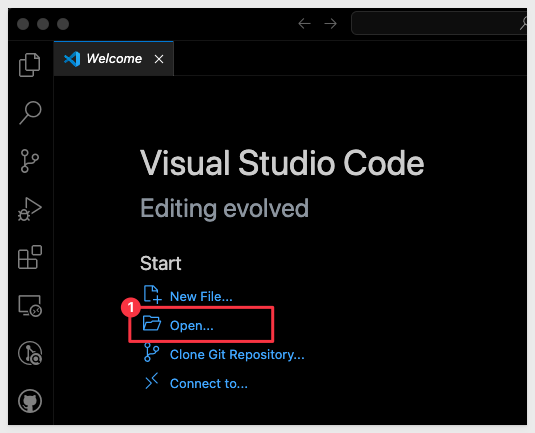 Welcome
Visual Studio Code
Editing evolved
Start
New File...
1
Open...
Clone Git Repository...
Connect to...